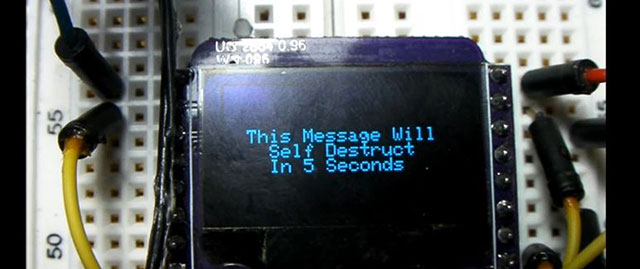 This Message Will
Self Destruct
In 5 Seconds
55
50